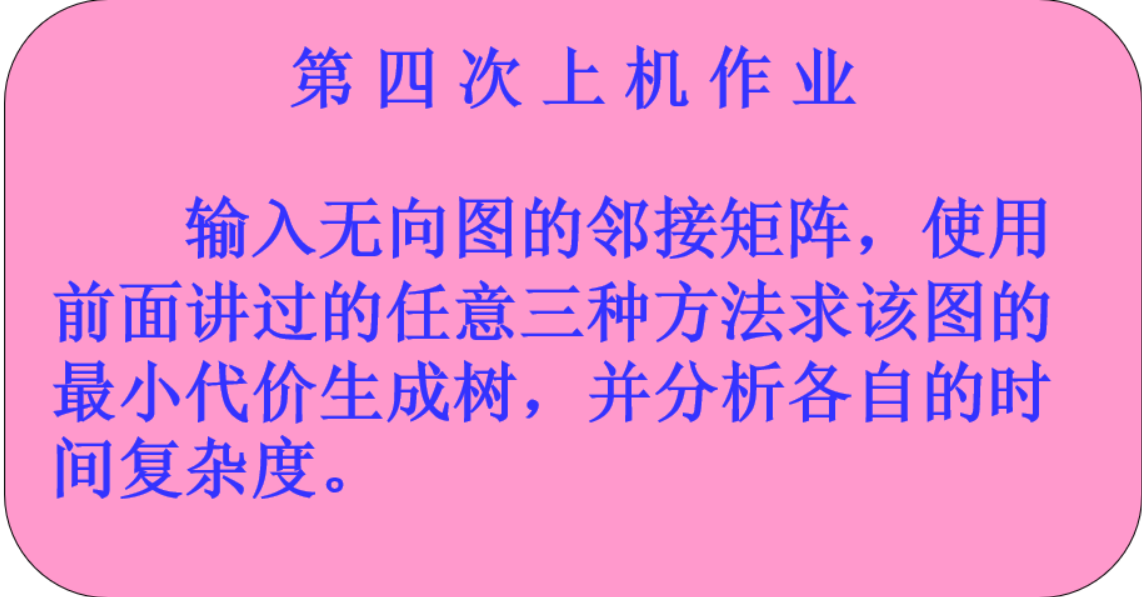 第四次上机作业
输入无向图的邻接矩阵，使用
前面讲过的任意三种方法求该图的
最小代价生成树，并分析各自的时
间复杂度。